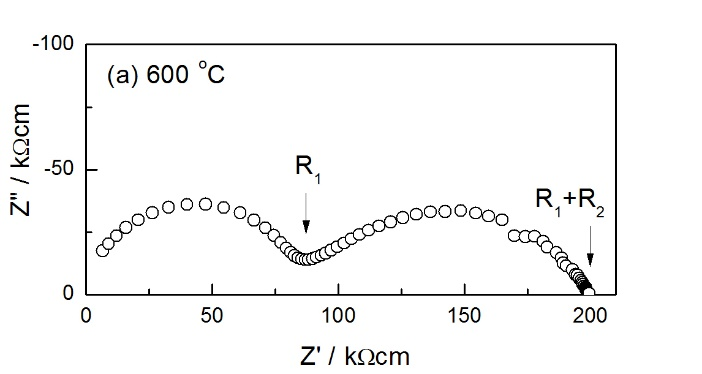 -100
(a) 600 °C
R₁
-50
R₁+R₂
Z" / kΩcm
0
0 50 100 150 200
Z' / kΩcm